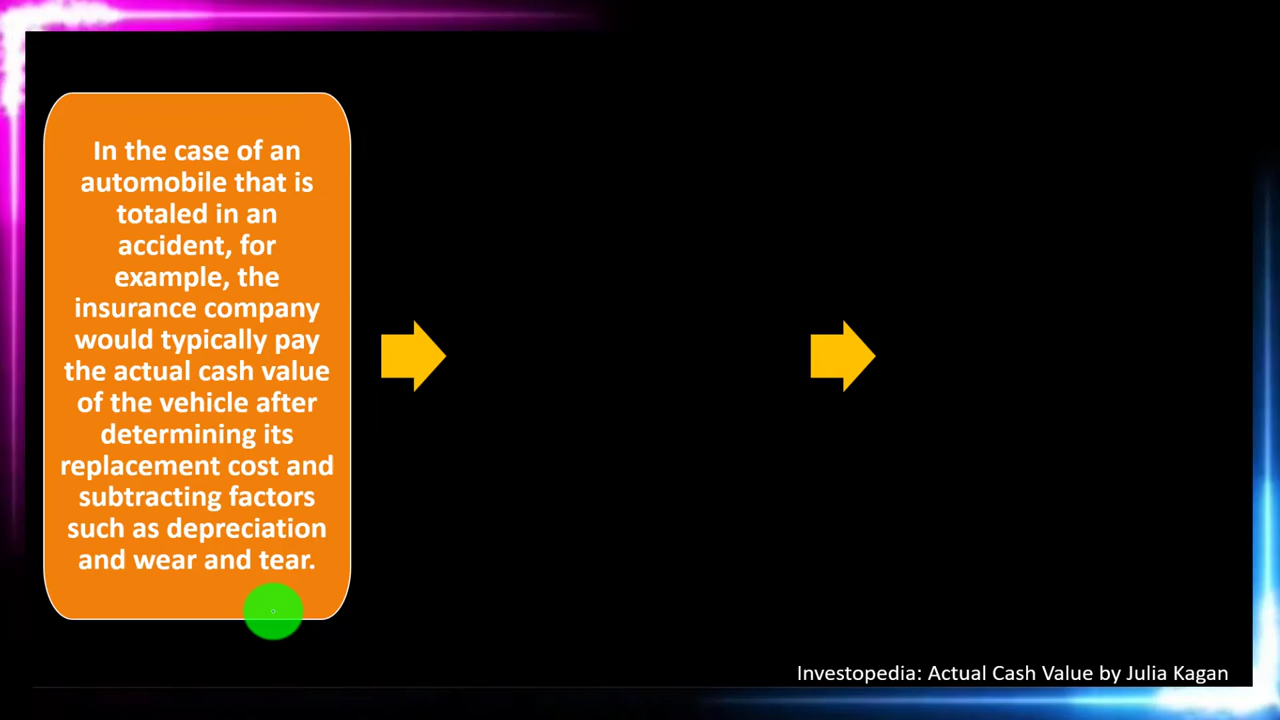 In the case of an
automobile that is
totaled in an
accident, for
example, the
insurance company
would typically pay
the actual cash value
of the vehicle after
determining its
replacement cost and
subtracting factors
such as depreciation
and wear and tear.
Investopedia: Actual Cash Value by Julia Kagan